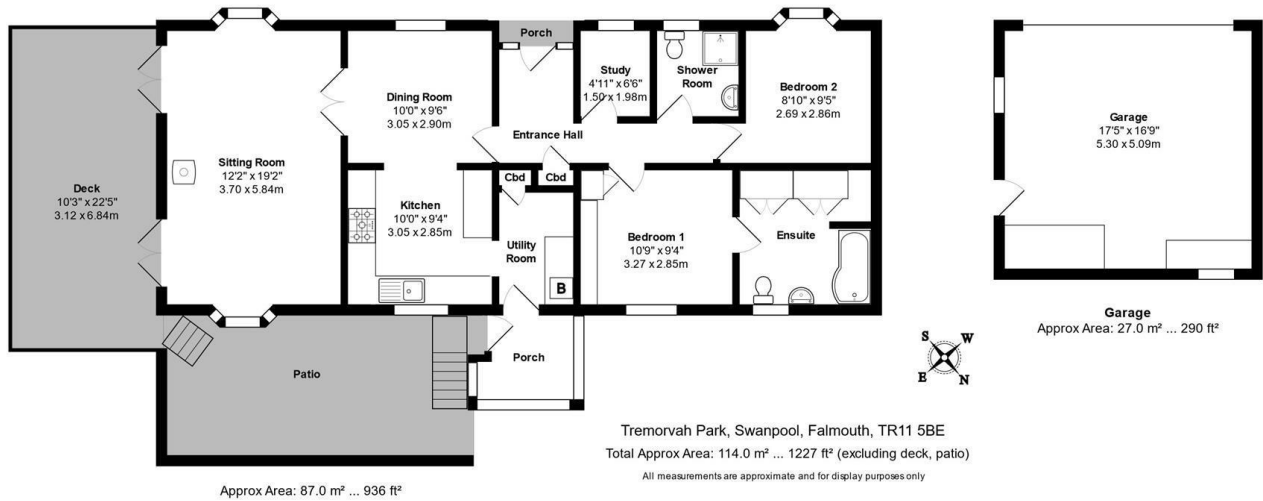 Porch
Study
4'11" x 6'6"
1.50 x 1.98m
Shower
Room
Bedroom 2
8'10" x 9'5"
2.69 x 2.86m
Dining Room
10'0" x 9'6"
3.05 x 2.90m
Entrance Hall
Sitting Room
12'2" x 19'2"
3.70 x 5.84m
Deck
10'3" x 22'5"
3.12 x 6.84m
Cbd
Cbd
Kitchen
10'0" x 9'4"
3.05 x 2.85m
Utility
Room
B
Bedroom 1
10'9" x 9'4"
3.27 x 2.85m
Ensuite
Porch
Patio
Garage
17'5" x 16'9"
5.30 x 5.09m
Garage
Approx Area: 27.0 m² ... 290 ft²
S
W
E
N
Tremorvah Park, Swanpool, Falmouth, TR11 5BE
Total Approx Area: 114.0 m² ... 1227 ft² (excluding deck, patio)
All measurements are approximate and for display purposes only
Approx Area: 87.0 m² ... 936 ft²